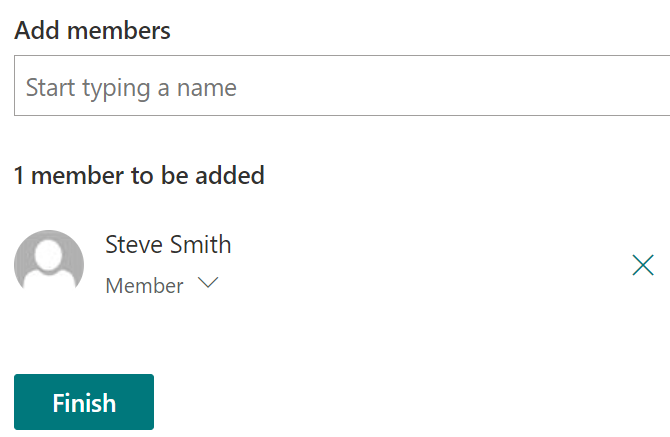 Add members
Start typing a name
1 member to be added
Steve Smith
Member
Finish